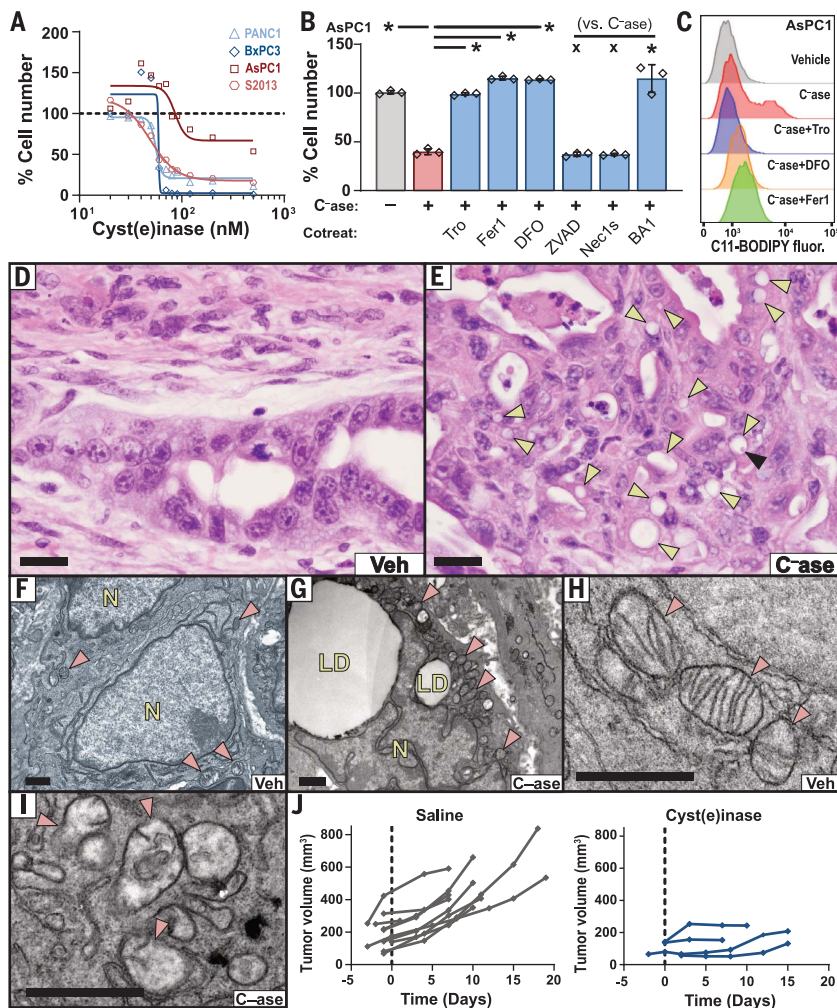 A
PANC1
BxPC3
AsPC1
S2013
% Cell number
160
100
50
0
10¹ 10² 10³
Cyst(e)inase (nM)
B
AsPC1
* * * * (vs. C⁻ase)
x x *
% Cell number
150
100
50
0
C⁻ase: − + + + + + + +
Cotreat: Tro Fer1 DFO ZVAD Nec1s BA1
C
AsPC1
Vehicle
C⁻ase
C⁻ase+Tro
C⁻ase+DFO
C⁻ase+Fer1
10³ 10⁴ 10⁵
C11-BODIPY fluor.
D
Veh
E
C⁻ase
F
N
N
Veh
G
LD
LD
N
C–ase
H
Veh
I
C–ase
J
Saline
Tumor volume (mm³)
800
600
400
200
0
-5 0 5 10 15 20
Time (Days)
Cyst(e)inase
Tumor volume (mm³)
800
600
400
200
0
-5 0 5 10 15 20
Time (Days)